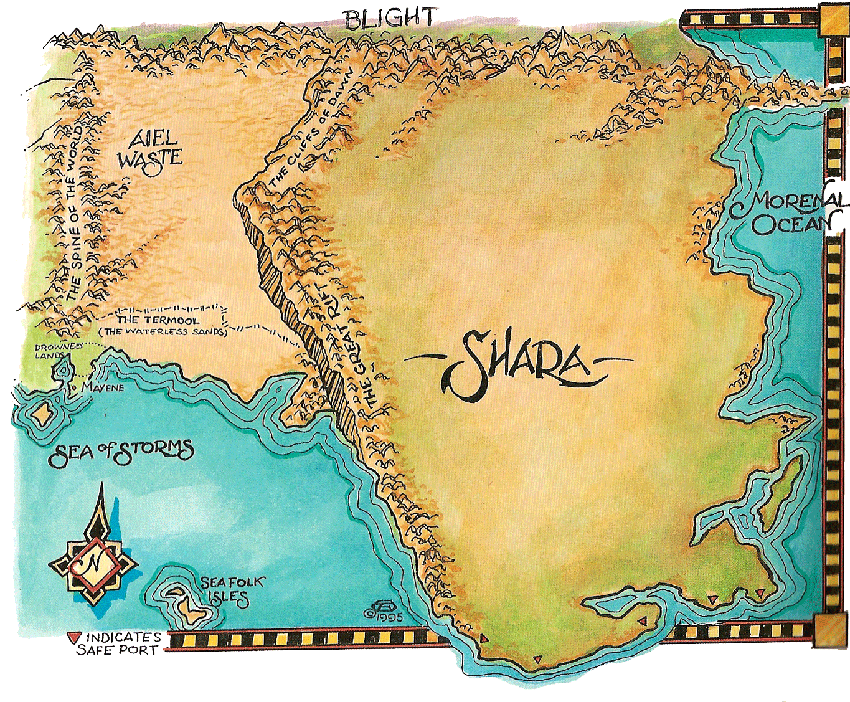 BLIGHT
THE CLIFFS OF DAWN
AIEL
WASTE
THE SPINE OF THE WORLD
MORENAL
OCEAN
THE TERMOOL
(THE WATERLESS SANDS)
THE GREAT RIFT
DROWNED
LANDS
MAYENE
SHARA
SEA OF STORMS
N
SEA FOLK
ISLES
©1995
INDICATES
SAFE PORT